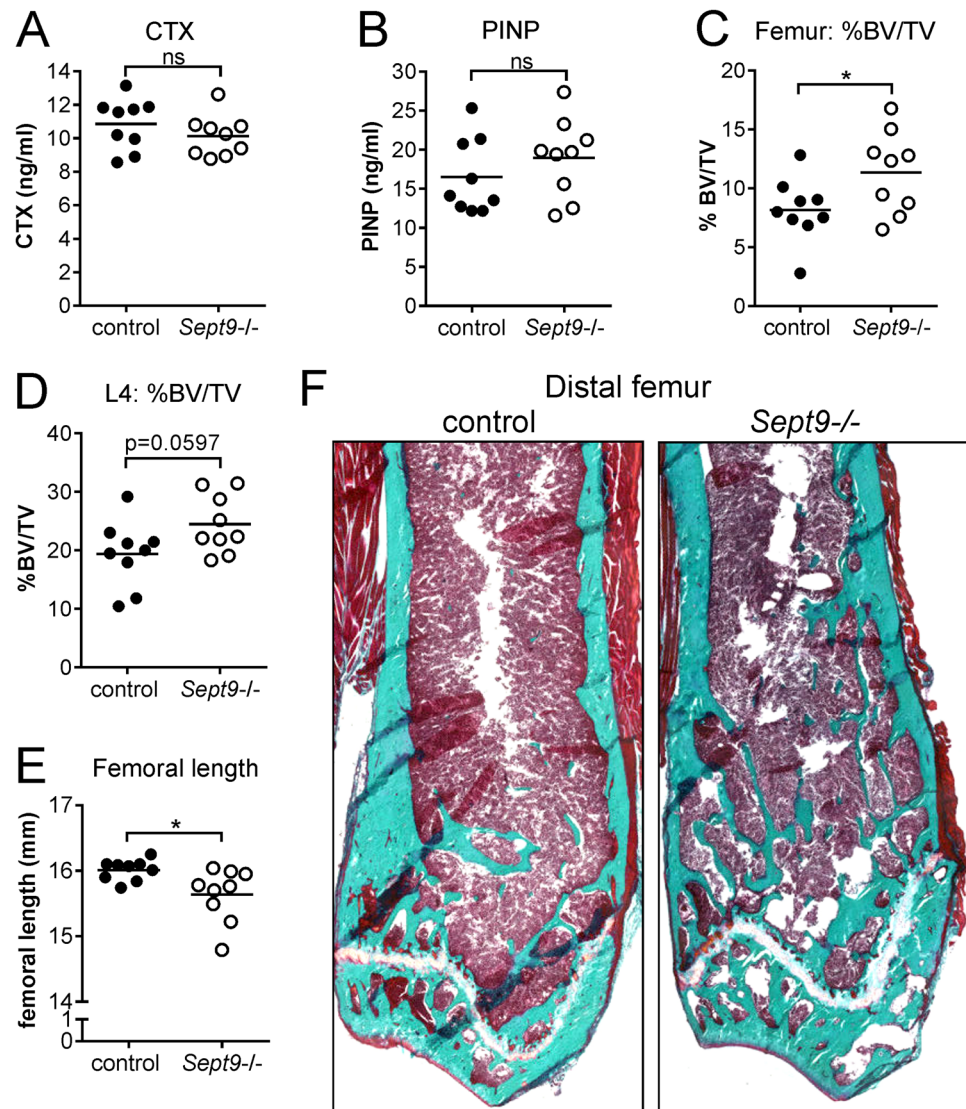 A
CTX
ns
CTX (ng/ml)
14
12
10
8
6
4
2
0
control
Sept9-/-
B
PINP
ns
PINP (ng/ml)
30
25
20
15
10
5
0
control
Sept9-/-
C
Femur: %BV/TV
*
% BV/TV
20
15
10
5
0
control
Sept9-/-
D
L4: %BV/TV
p=0.0597
%BV/TV
40
30
20
10
0
control
Sept9-/-
E
Femoral length
*
femoral length (mm)
17
16
15
14
1
0
control
Sept9-/-
F
Distal femur
control
Sept9-/-